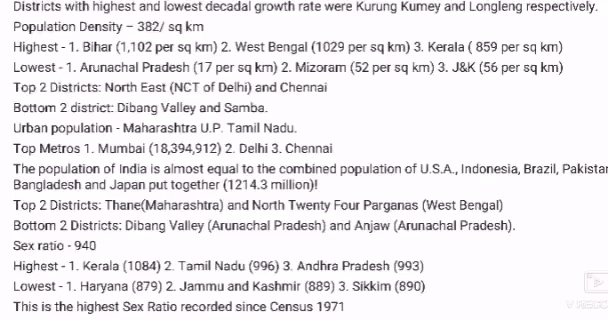 Districts with highest and lowest decadal growth rate were Kurung Kumey and Longleng respectively.
Population Density – 382/ sq km
Highest - 1. Bihar (1,102 per sq km) 2. West Bengal (1029 per sq km) 3. Kerala ( 859 per sq km)
Lowest - 1. Arunachal Pradesh (17 per sq km) 2. Mizoram (52 per sq km) 3. J&K (56 per sq km)
Top 2 Districts: North East (NCT of Delhi) and Chennai
Bottom 2 district: Dibang Valley and Samba.
Urban population - Maharashtra U.P. Tamil Nadu.
Top Metros 1. Mumbai (18,394,912) 2. Delhi 3. Chennai
The population of India is almost equal to the combined population of U.S.A., Indonesia, Brazil, Pakistan
Bangladesh and Japan put together (1214.3 million)!
Top 2 Districts: Thane(Maharashtra) and North Twenty Four Parganas (West Bengal)
Bottom 2 Districts: Dibang Valley (Arunachal Pradesh) and Anjaw (Arunachal Pradesh).
Sex ratio - 940
Highest - 1. Kerala (1084) 2. Tamil Nadu (996) 3. Andhra Pradesh (993)
Lowest - 1. Haryana (879) 2. Jammu and Kashmir (889) 3. Sikkim (890)
This is the highest Sex Ratio recorded since Census 1971